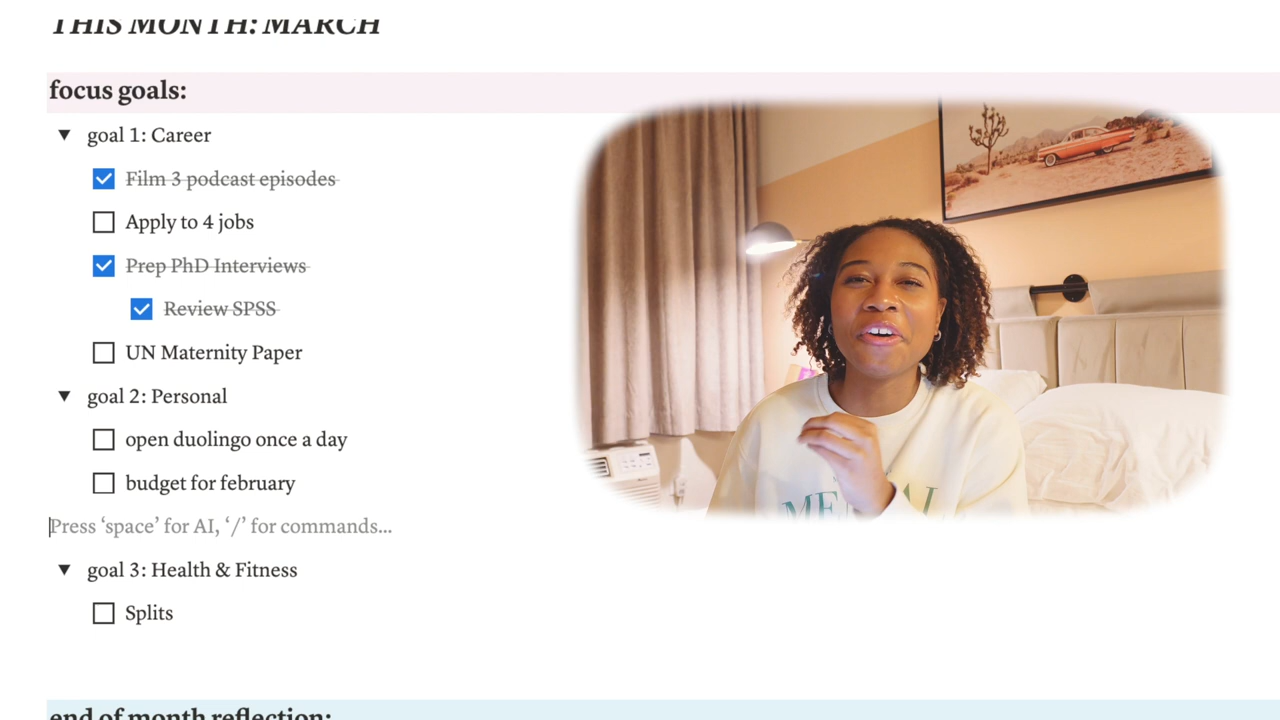 THIS MONTH: MARCH
focus goals:
goal 1: Career
Film 3 podcast episodes
Apply to 4 jobs
Prep PhD Interviews
Review SPSS
UN Maternity Paper
goal 2: Personal
open duolingo once a day
budget for february
Press ‘space’ for AI, ‘/’ for commands...
goal 3: Health & Fitness
Splits
end of month reflection: